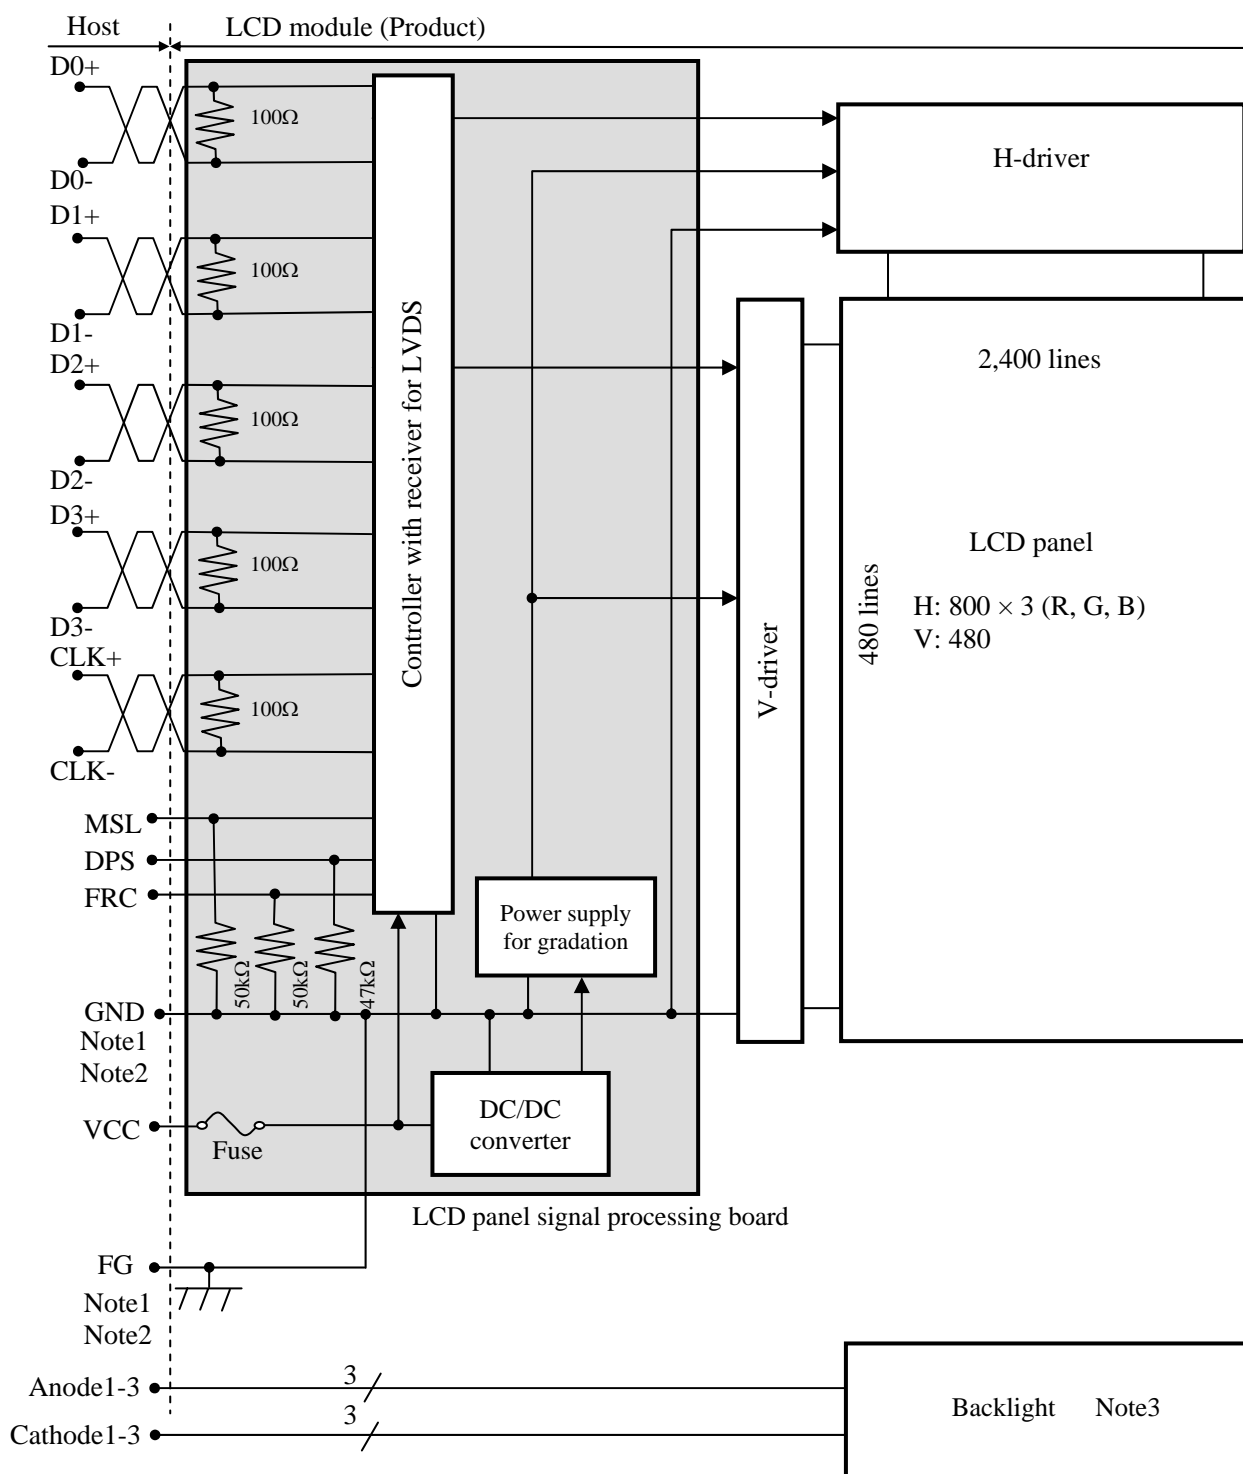 Host
LCD module (Product)
D0+
100Ω
D0-
H-driver
D1+
100Ω
D1-
D2+
100Ω
D2-
D3+
100Ω
D3-
CLK+
100Ω
CLK-
Controller with receiver for LVDS
V-driver
2,400 lines
480 lines
LCD panel
H: 800 × 3 (R, G, B)
V: 480
MSL
DPS
FRC
50kΩ
50kΩ
47kΩ
Power supply
for gradation
GND
Note1
Note2
VCC
Fuse
DC/DC
converter
LCD panel signal processing board
FG
Note1
Note2
Anode1-3
3
Cathode1-3
3
Backlight Note3